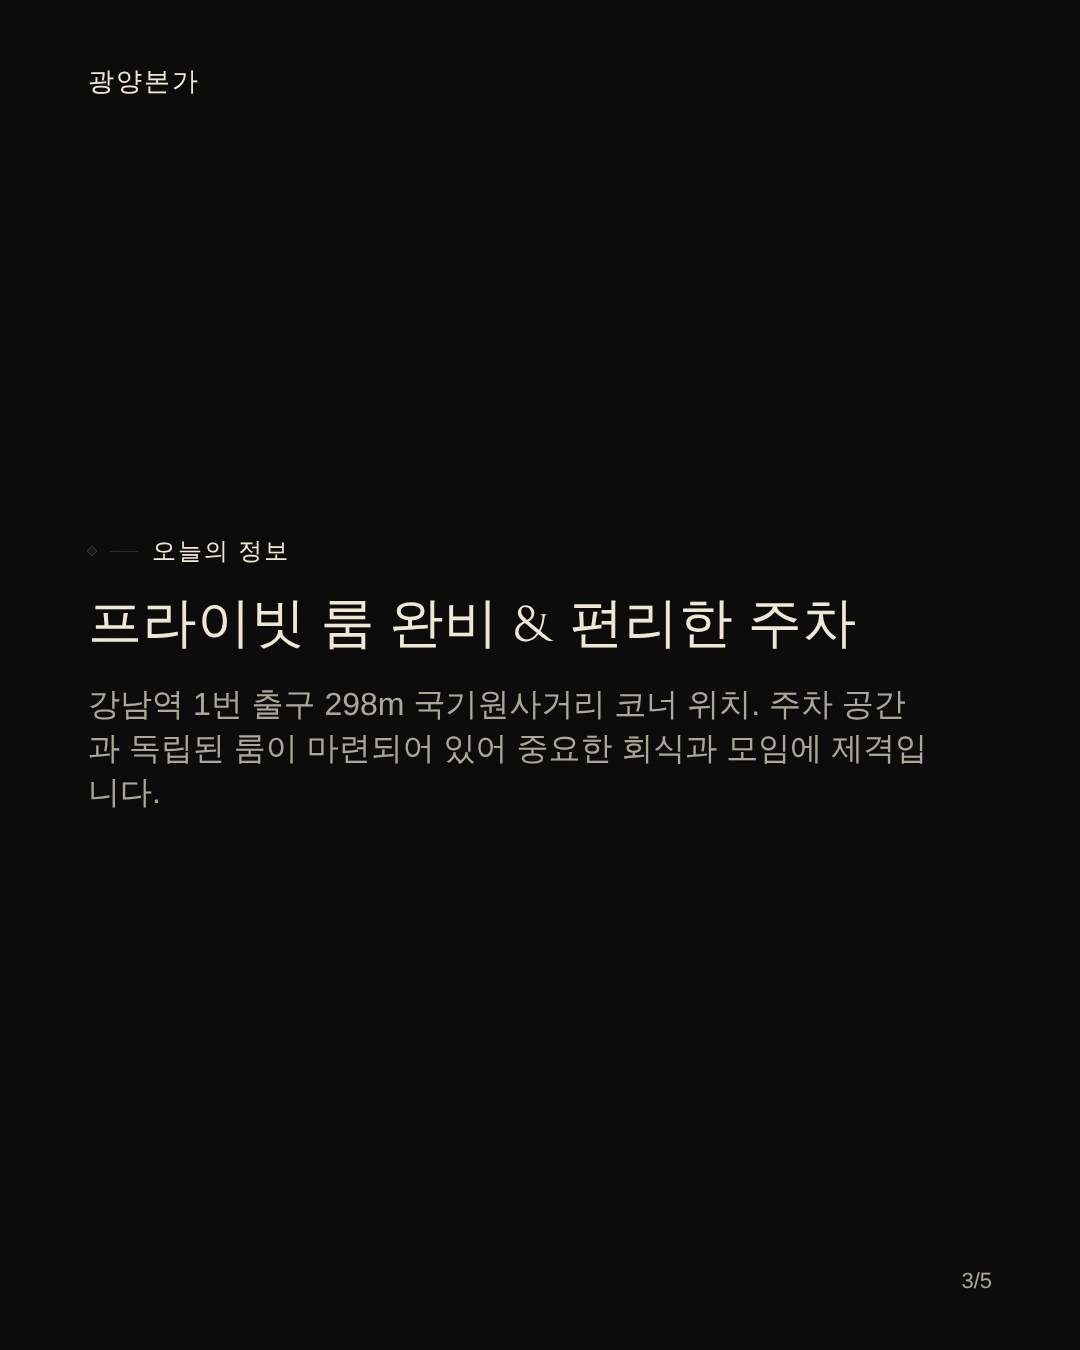 광양본가
오늘의 정보
프라이빗 룸 완비 & 편리한 주차
강남역 1번 출구 298m 국기원사거리 코너 위치. 주차 공간
과 독립된 룸이 마련되어 있어 중요한 회식과 모임에 제격입
니다.
3/5